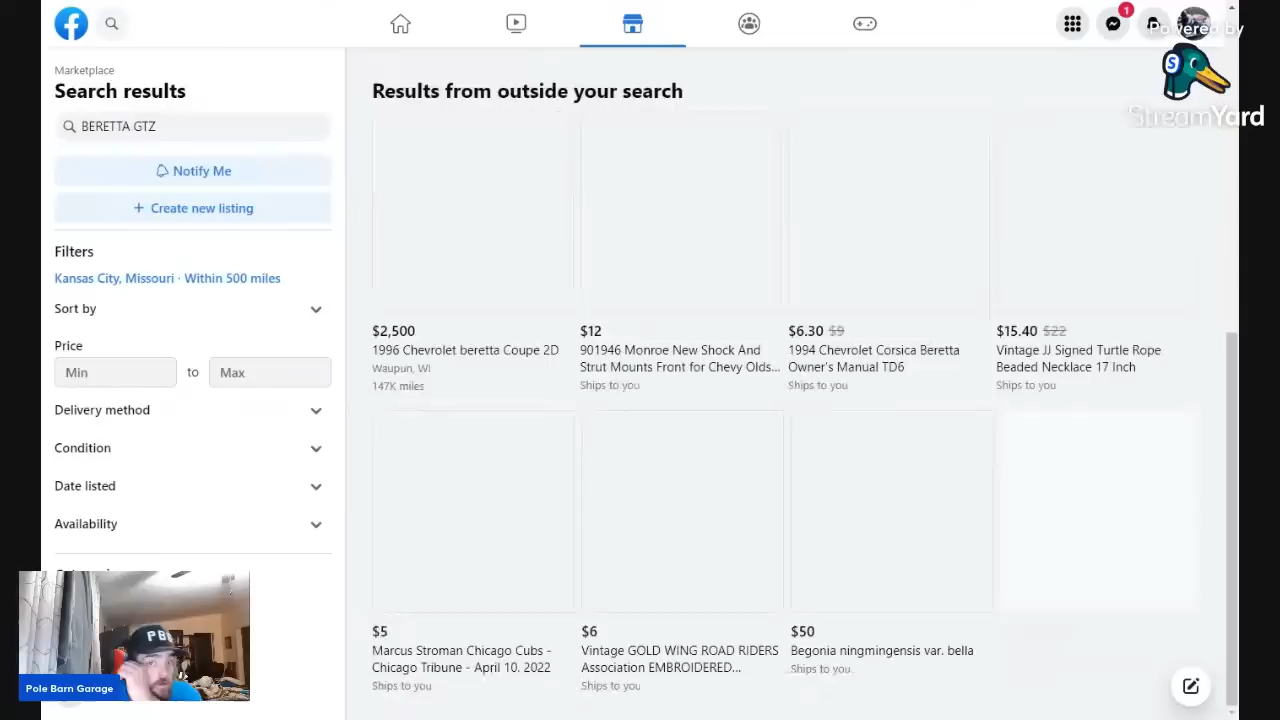 1
Powered by
S
StreamYard
Marketplace
Search results
BERETTA GTZ
Notify Me
+ Create new listing
Filters
Kansas City, Missouri · Within 500 miles
Sort by
Price
Min
to
Max
Delivery method
Condition
Date listed
Availability
Results from outside your search
$2,500
1996 Chevrolet beretta Coupe 2D
Waupun, WI
147K miles
$12
901946 Monroe New Shock And
Strut Mounts Front for Chevy Olds...
Ships to you
$6.30 $9
1994 Chevrolet Corsica Beretta
Owner's Manual TD6
Ships to you
$15.40 $22
Vintage JJ Signed Turtle Rope
Beaded Necklace 17 Inch
Ships to you
$5
Marcus Stroman Chicago Cubs -
Chicago Tribune - April 10. 2022
Ships to you
$6
Vintage GOLD WING ROAD RIDERS
Association EMBROIDERED...
Ships to you
$50
Begonia ningmingensis var. bella
Ships to you
Pole Barn Garage